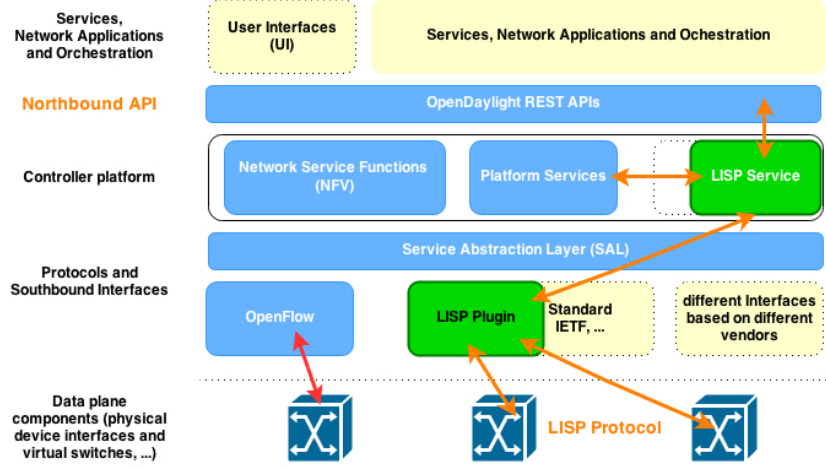 Services,
Network Applications
and Orchestration
User Interfaces
(UI)
Services, Network Applications and Ochestration
Northbound API
OpenDaylight REST APIs
Controller platform
Network Service Functions
(NFV)
Platform Services
LISP Service
Service Abstraction Layer (SAL)
Protocols and
Southbound Interfaces
OpenFlow
LISP Plugin
Standard
IETF, ...
different Interfaces
based on different
vendors
Data plane
components (physical
device interfaces and
virtual switches, ...)
LISP Protocol